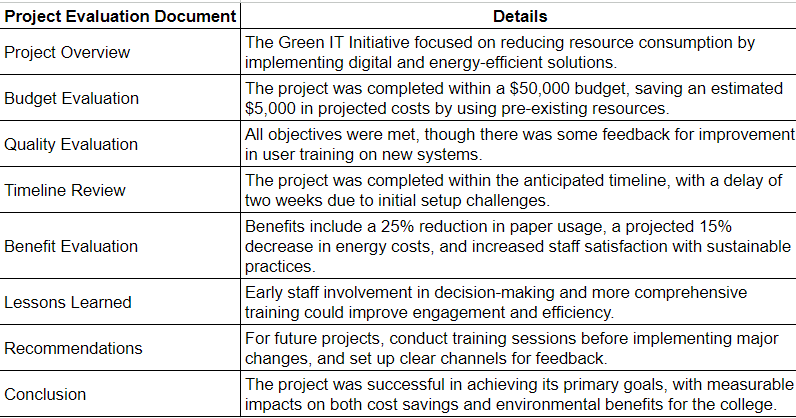 Project Evaluation Document Details
Project Overview
The Green IT Initiative focused on reducing resource consumption by
implementing digital and energy-efficient solutions.
Budget Evaluation
The project was completed within a $50,000 budget, saving an estimated
$5,000 in projected costs by using pre-existing resources.
Quality Evaluation
All objectives were met, though there was some feedback for improvement
in user training on new systems.
Timeline Review
The project was completed within the anticipated timeline, with a delay of
two weeks due to initial setup challenges.
Benefit Evaluation
Benefits include a 25% reduction in paper usage, a projected 15%
decrease in energy costs, and increased staff satisfaction with sustainable
practices.
Lessons Learned
Early staff involvement in decision-making and more comprehensive
training could improve engagement and efficiency.
Recommendations
For future projects, conduct training sessions before implementing major
changes, and set up clear channels for feedback.
Conclusion
The project was successful in achieving its primary goals, with measurable
impacts on both cost savings and environmental benefits for the college.